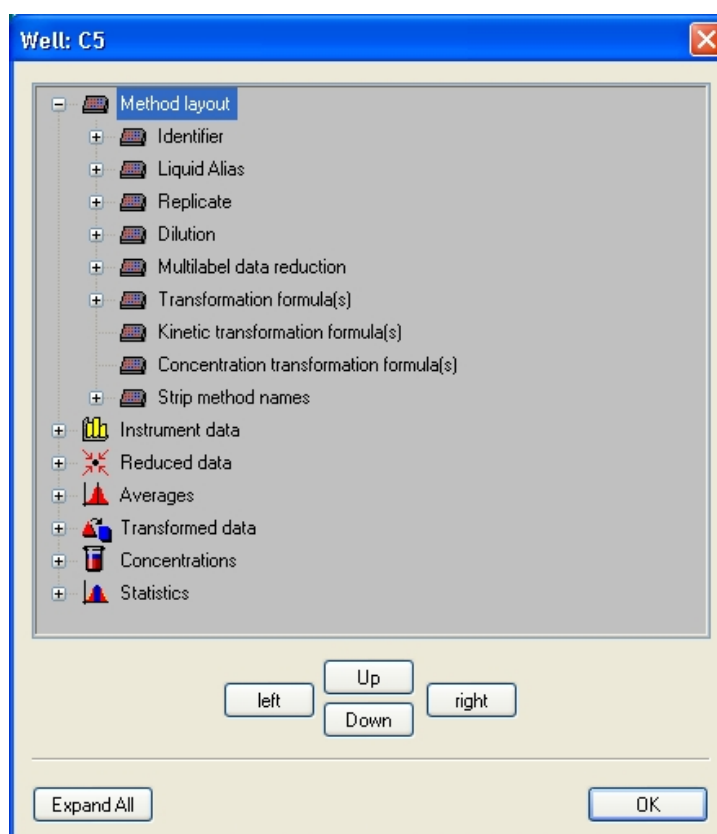 Well: C5
Method layout
Identifier
Liquid Alias
Replicate
Dilution
Multilabel data reduction
Transformation formula(s)
Kinetic transformation formula(s)
Concentration transformation formula(s)
Strip method names
Instrument data
Reduced data
Averages
Transformed data
Concentrations
Statistics
Up
left
right
Down
Expand All
OK